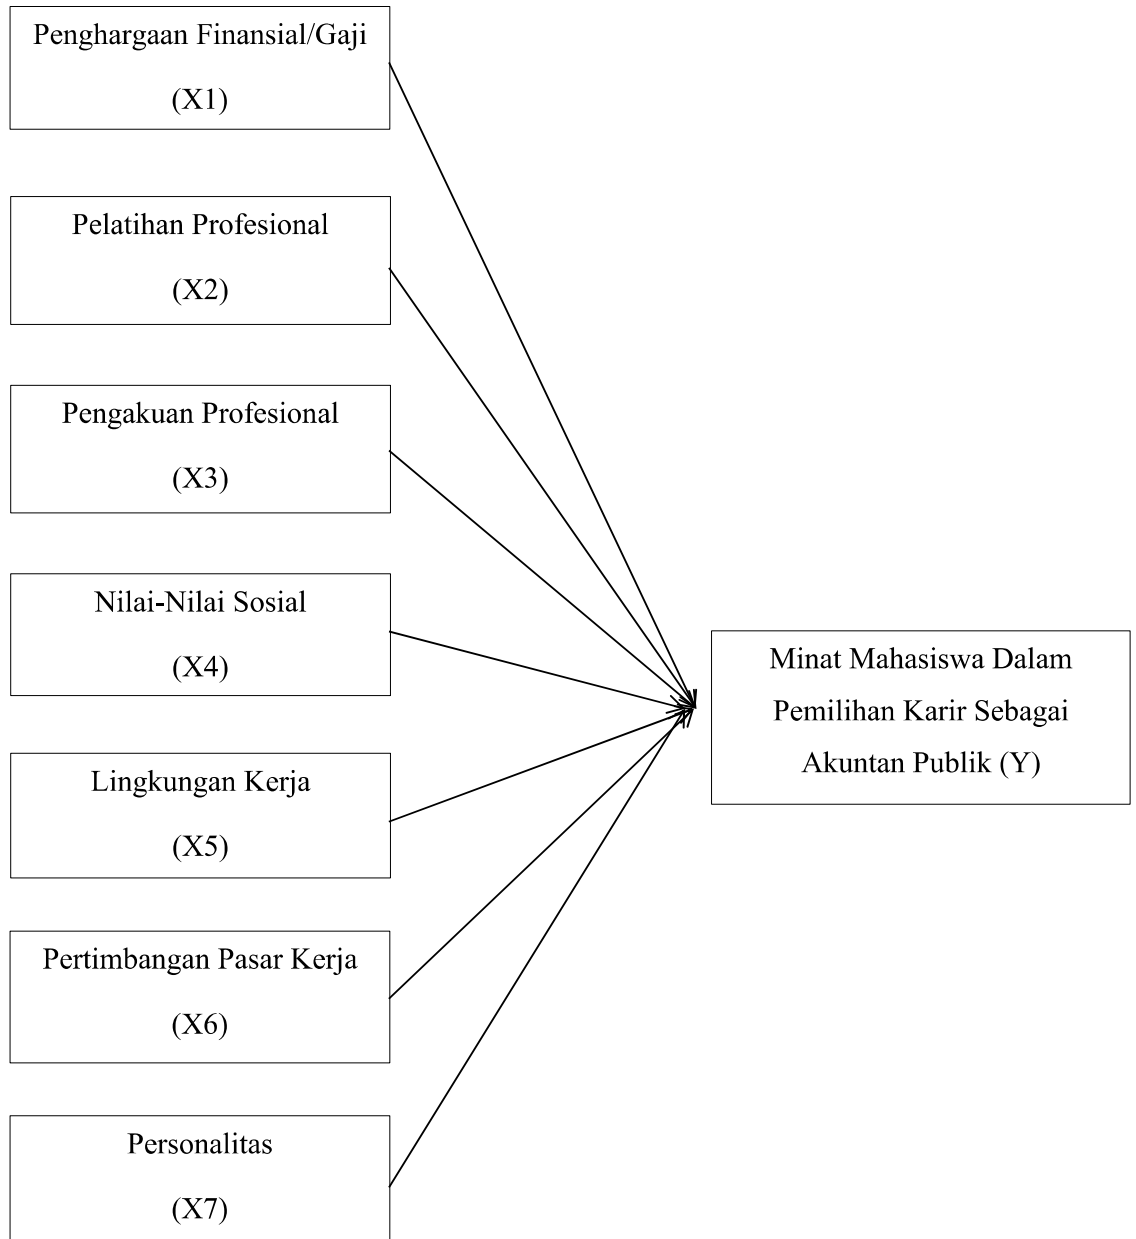 Penghargaan Finansial/Gaji
(X1)
Pelatihan Profesional
(X2)
Pengakuan Profesional
(X3)
Nilai-Nilai Sosial
(X4)
Lingkungan Kerja
(X5)
Pertimbangan Pasar Kerja
(X6)
Personalitas
(X7)
Minat Mahasiswa Dalam
Pemilihan Karir Sebagai
Akuntan Publik (Y)